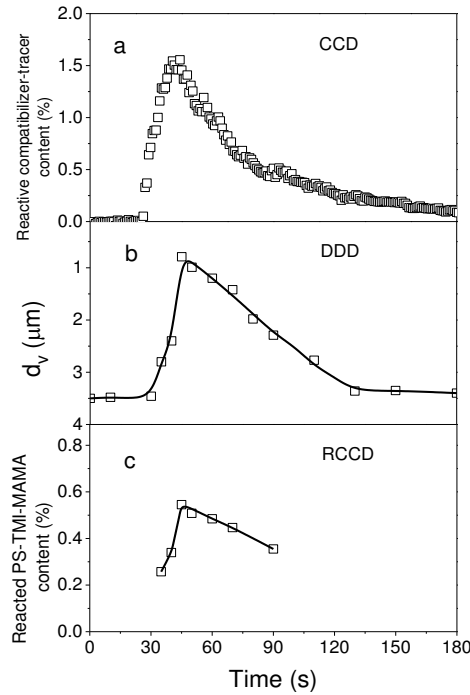 a
CCD
Reactive compatibilizer-tracer
content (%)
2.0
1.5
1.0
0.5
0.0
b
DDD
dv (μm)
1
2
3
4
c
RCCD
Reacted PS-TMI-MAMA
content (%)
0.8
0.6
0.4
0.2
0.0
0 30 60 90 120 150 180
Time (s)